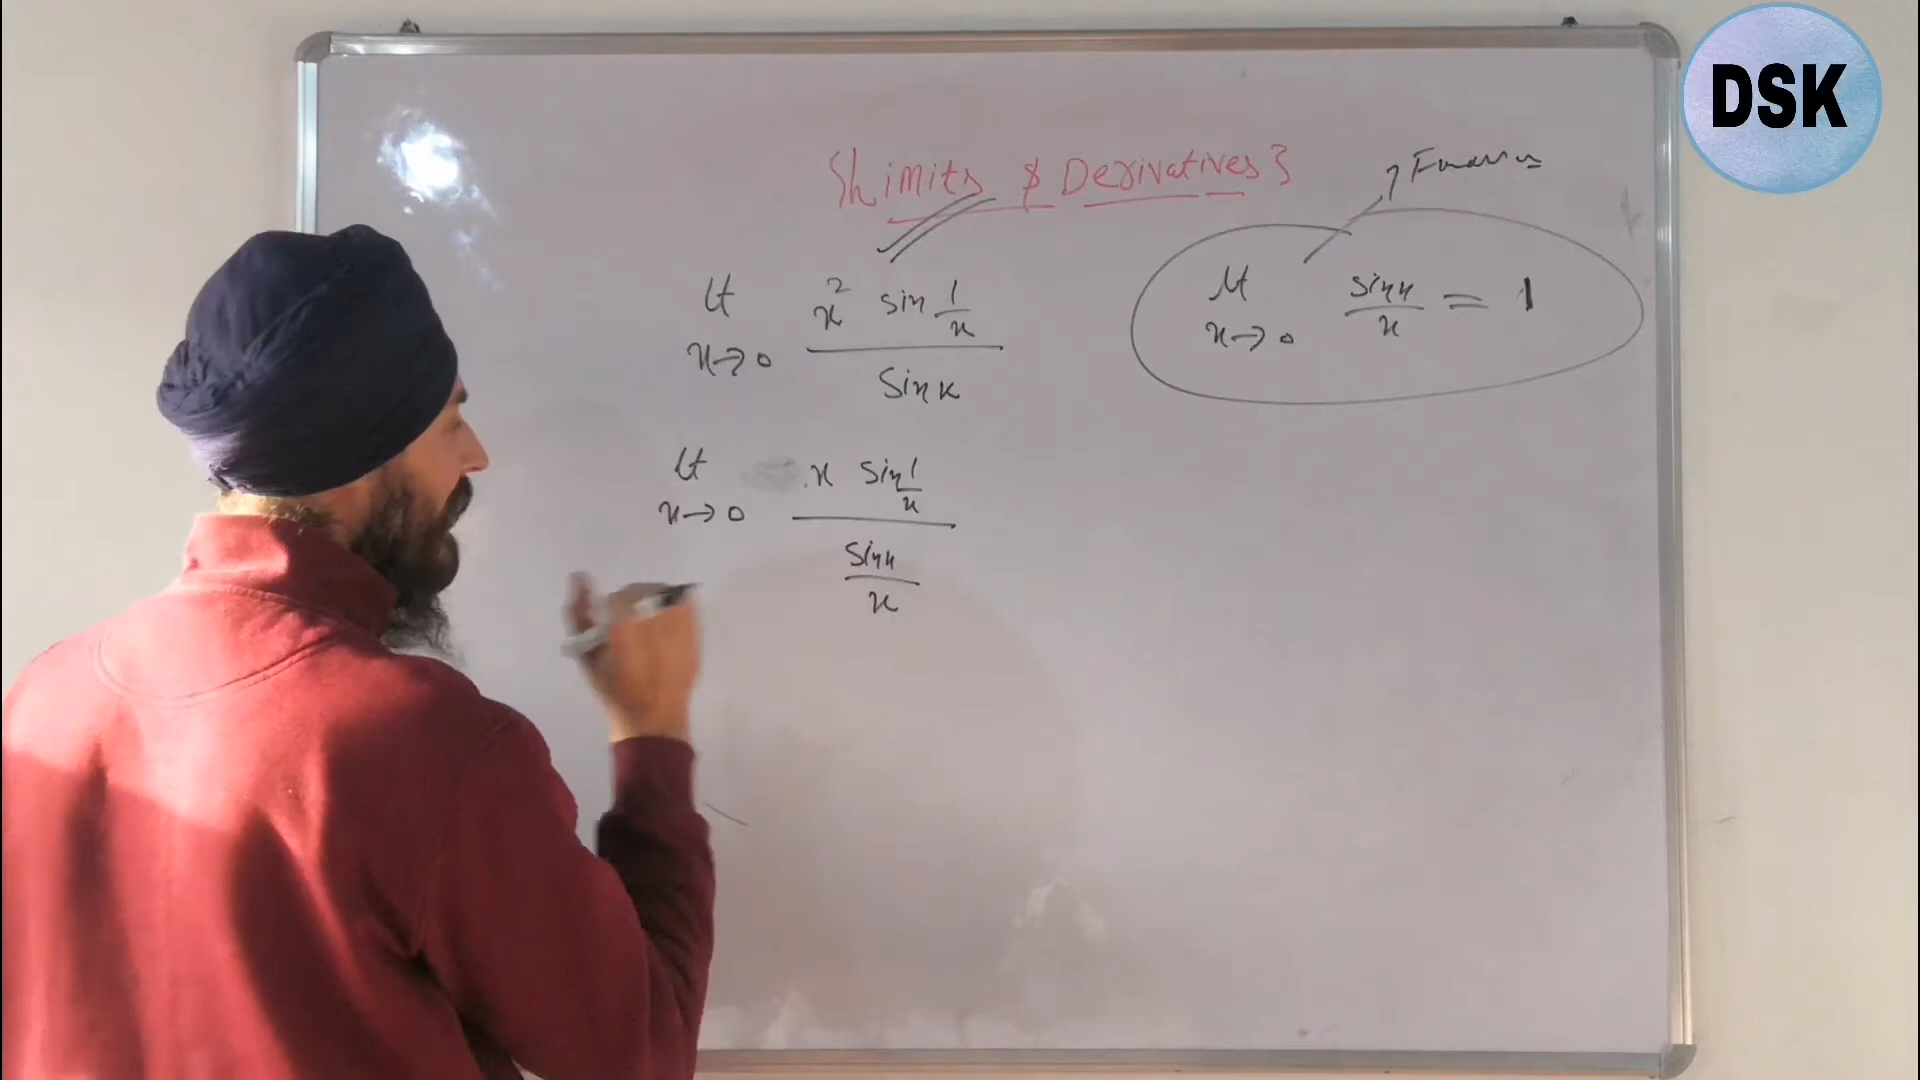 DSK
{Limits & Derivatives}
lt x→0 x² sin 1/x / sin x
lt x→0 sin x / x = 1
lt x→0 x sin 1/x / sin x / x